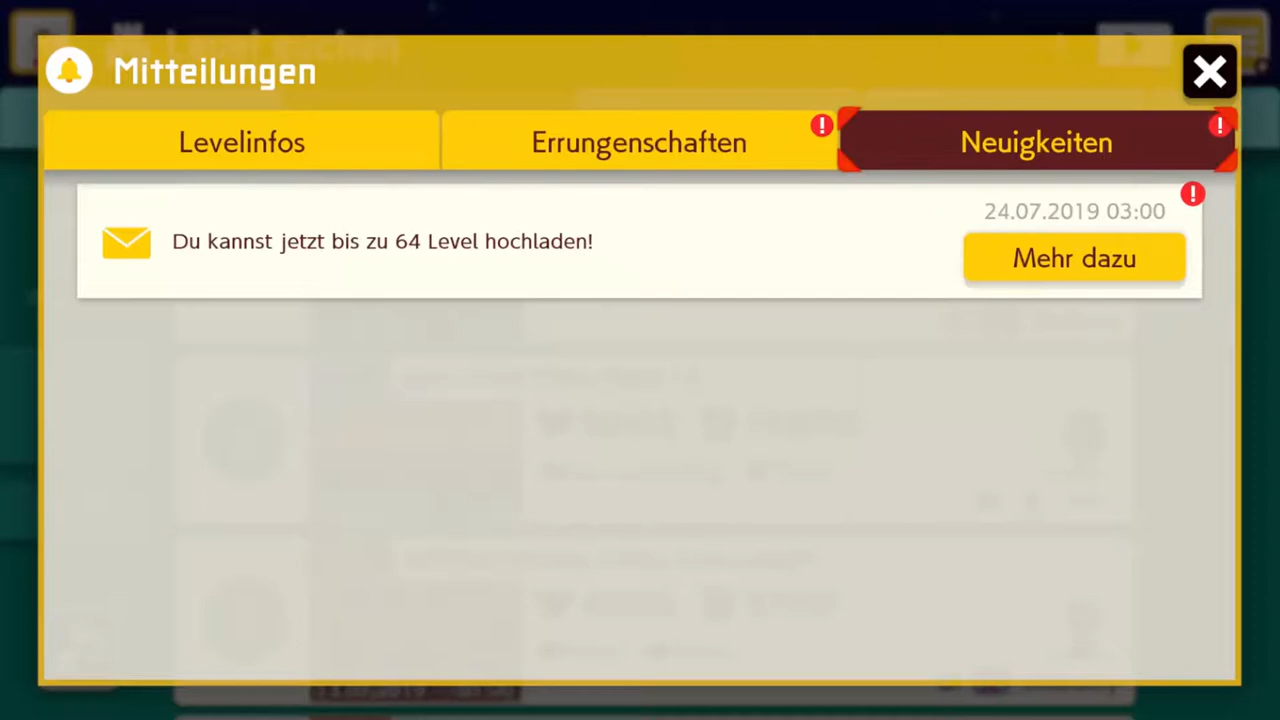 Mitteilungen
Levelinfos
Errungenschaften
!
Neuigkeiten
!
!
24.07.2019 03:00
Du kannst jetzt bis zu 64 Level hochladen!
Mehr dazu